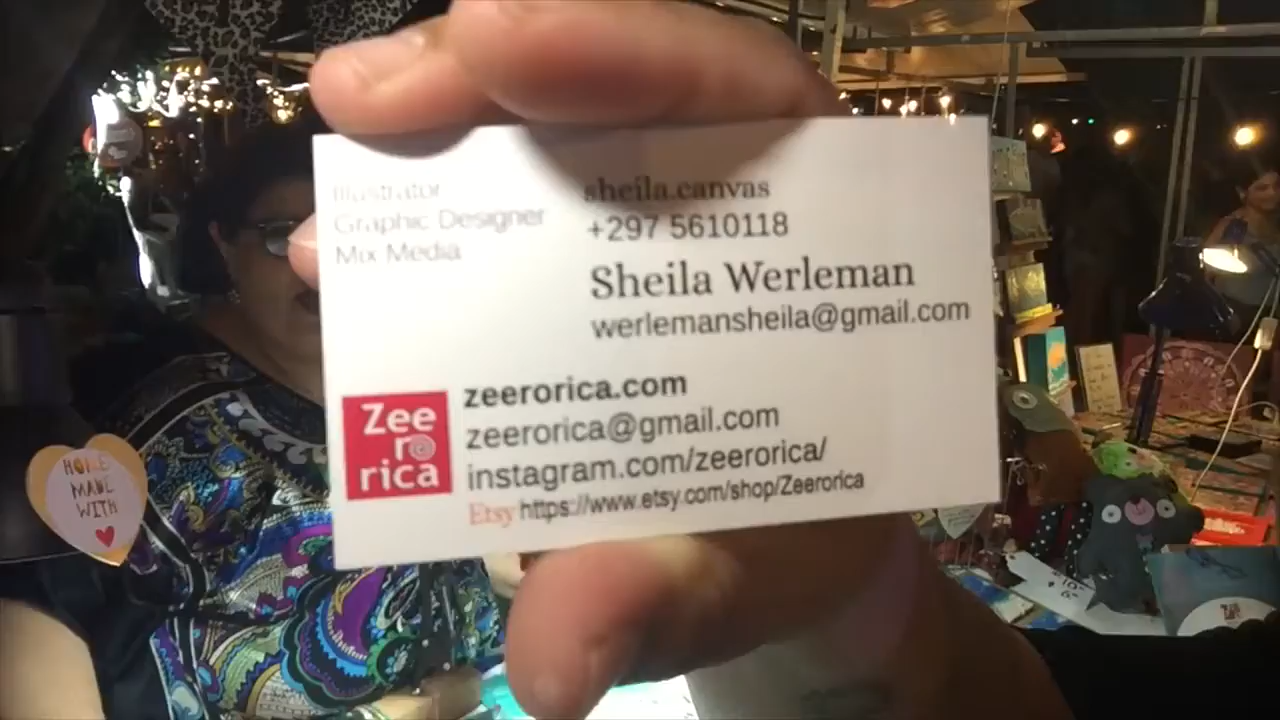 Illustrator
Graphic Designer
Mix Media
sheila.canvas
+297 5610118
Sheila Werleman
werlemansheila@gmail.com
Zee
ro
rica
zeerorica.com
zeerorica@gmail.com
instagram.com/zeerorica/
Etsy https://www.etsy.com/shop/Zeerorica
HOME
MADE
WITH